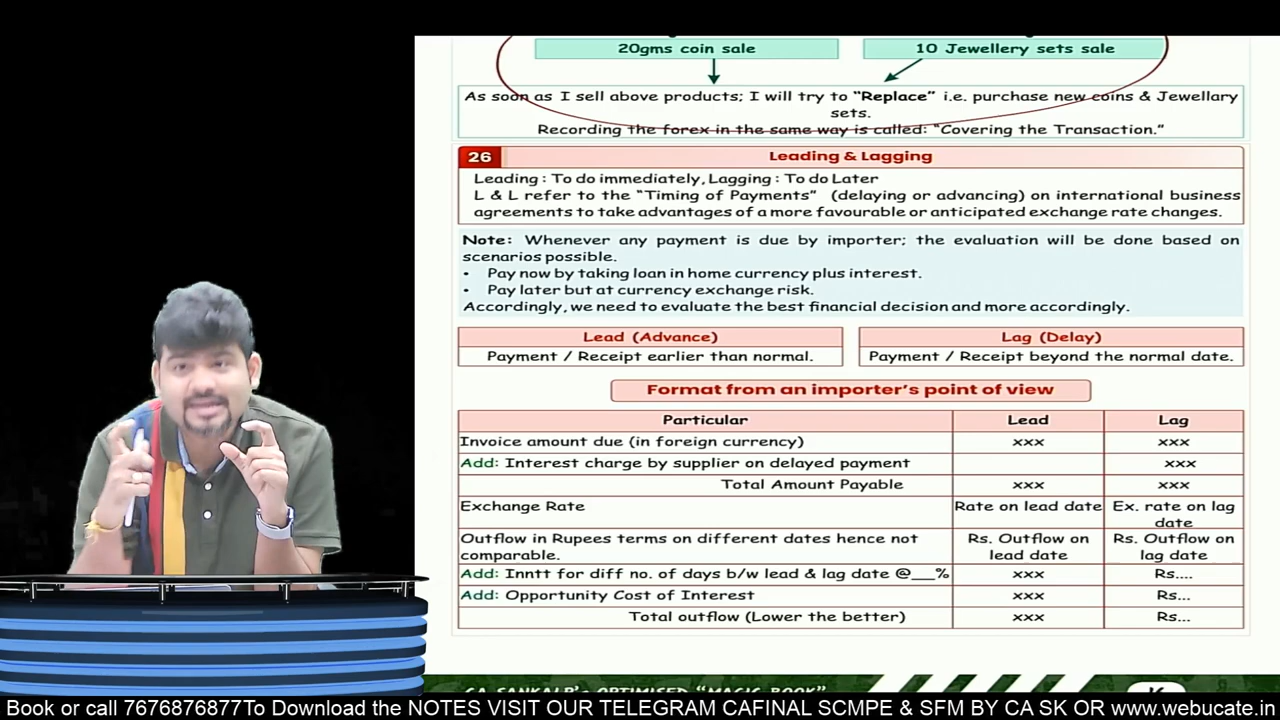 20gms coin sale
10 Jewellery sets sale
As soon as I sell above products; I will try to “Replace” i.e. purchase new coins & Jewellery
sets.
Recording the forex in the same way is called: “Covering the Transaction.”
26
Leading & Lagging
Leading : To do immediately, Lagging : To do Later
L & L refer to the “Timing of Payments” (delaying or advancing) on international business
agreements to take advantages of a more favourable or anticipated exchange rate changes.
Note: Whenever any payment is due by importer; the evaluation will be done based on
scenarios possible.
• Pay now by taking loan in home currency plus interest.
• Pay later but at currency exchange risk.
Accordingly, we need to evaluate the best financial decision and more accordingly.
Lead (Advance)
Payment / Receipt earlier than normal.
Lag (Delay)
Payment / Receipt beyond the normal date.
Format from an importer's point of view
Particular Lead Lag
Invoice amount due (in foreign currency) xxx xxx
Add: Interest charge by supplier on delayed payment xxx
Total Amount Payable xxx xxx
Exchange Rate Rate on lead date Ex. rate on lag
date
Outflow in Rupees terms on different dates hence not Rs. Outflow on Rs. Outflow on
comparable. lead date lag date
Add: Inntt for diff no. of days b/w lead & lag date @__% xxx Rs....
Add: Opportunity Cost of Interest xxx Rs...
Total outflow (Lower the better) xxx Rs...
CA SANKALP's OPTIMISED “MAGIC BOOK”
Book or call 7676876877To Download the NOTES VISIT OUR TELEGRAM CAFINAL SCMPE & SFM BY CA SK OR www.webucate.in